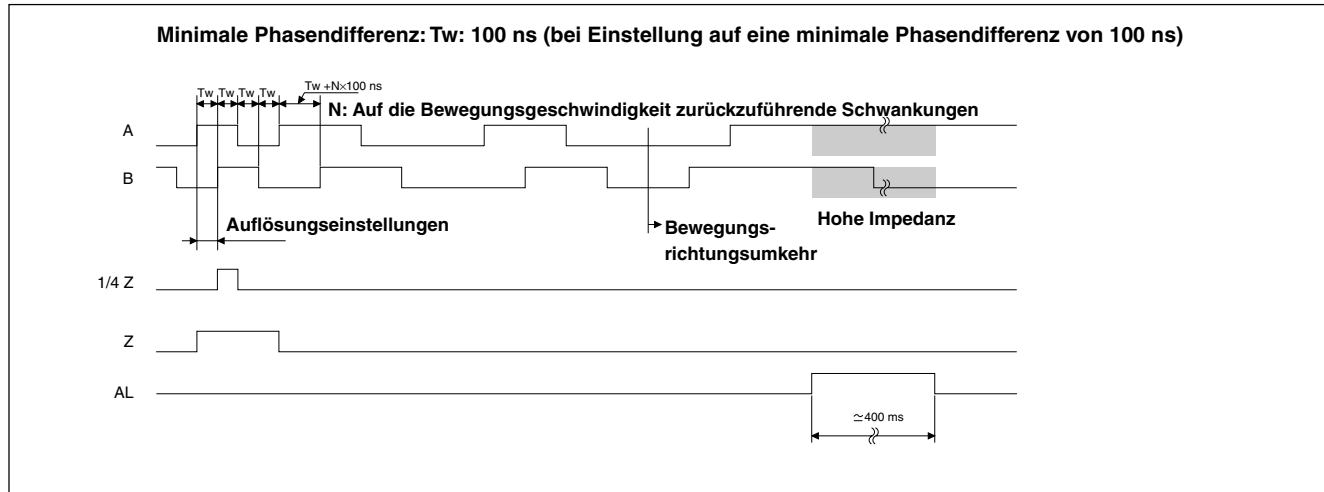 Minimale Phasendifferenz: Tw: 100 ns (bei Einstellung auf eine minimale Phasendifferenz von 100 ns)
Tw Tw Tw Tw Tw +N×100 ns
N: Auf die Bewegungsgeschwindigkeit zurückzuführende Schwankungen
A
B
Auflösungseinstellungen
Bewegungs-
richtungsumkehr
Hohe Impedanz
1/4 Z
Z
AL
≃400 ms